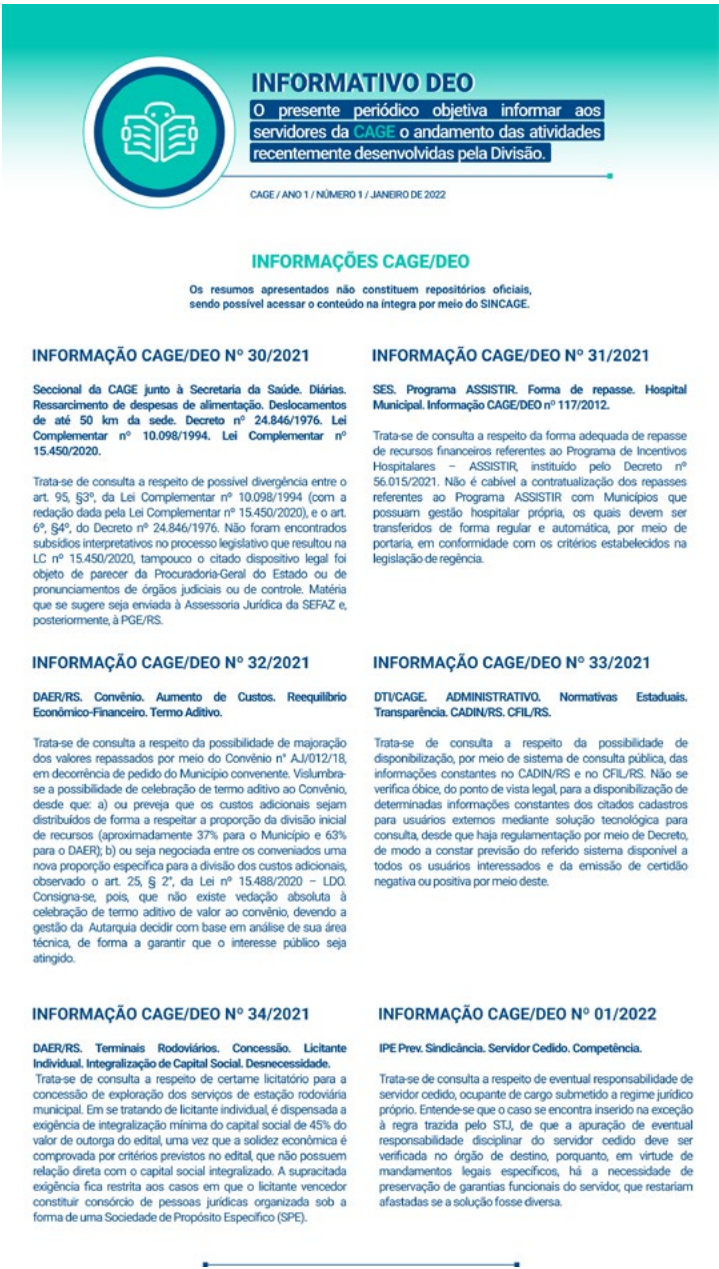 INFORMATIVO DEO
O presente periódico objetiva informar aos
servidores da CAGE o andamento das atividades
recentemente desenvolvidas pela Divisão.
CAGE / ANO 1 / NÚMERO 1 / JANEIRO DE 2022
INFORMAÇÕES CAGE/DEO
Os resumos apresentados não constituem repositórios oficiais,
sendo possível acessar o conteúdo na íntegra por meio do SINCAGE.
INFORMAÇÃO CAGE/DEO Nº 30/2021
Seccional da CAGE junto à Secretaria da Saúde. Diárias.
Ressarcimento de despesas de alimentação. Deslocamentos
de até 50 km da sede. Decreto nº 24.846/1976. Lei
Complementar nº 10.098/1994. Lei Complementar nº
15.450/2020.
Trata-se de consulta a respeito de possível divergência entre o
art. 95, §3º, da Lei Complementar nº 10.098/1994 (com a
redação dada pela Lei Complementar nº 15.450/2020), e o art.
6º, §4º, do Decreto nº 24.846/1976. Não foram encontrados
subsídios interpretativos no processo legislativo que resultou na
LC nº 15.450/2020, tampouco o citado dispositivo legal foi
objeto de parecer da Procuradoria-Geral do Estado ou de
pronunciamentos de órgãos judiciais ou de controle. Matéria
que se sugere seja enviada à Assessoria Jurídica da SEFAZ e,
posteriormente, à PGE/RS.
INFORMAÇÃO CAGE/DEO Nº 31/2021
SES. Programa ASSISTIR. Forma de repasse. Hospital
Municipal. Informação CAGE/DEO nº 117/2012.
Trata-se de consulta a respeito da forma adequada de repasse
de recursos financeiros referentes ao Programa de Incentivos
Hospitalares – ASSISTIR, instituído pelo Decreto nº
56.015/2021. Não é cabível a contratualização dos repasses
referentes ao Programa ASSISTIR com Municípios que
possuam gestão hospitalar própria, os quais devem ser
transferidos de forma regular e automática, por meio de
portaria, em conformidade com os critérios estabelecidos na
legislação de regência.
INFORMAÇÃO CAGE/DEO Nº 32/2021
DAER/RS. Convênio. Aumento de Custos. Reequilíbrio
Econômico-Financeiro. Termo Aditivo.
Trata-se de consulta a respeito da possibilidade de majoração
dos valores repassados por meio do Convênio n° AJ/012/18,
em decorrência de pedido do Município convenente. Vislumbra-
se a possibilidade de celebração de termo aditivo ao Convênio,
desde que: a) ou preveja que os custos adicionais sejam
distribuídos de forma a respeitar a proporção da divisão inicial
de recursos (aproximadamente 37% para o Município e 63%
para o DAER); b) ou seja negociada entre os conveniados uma
nova proporção específica para a divisão dos custos adicionais,
observado o art. 25, § 2°, da Lei nº 15.488/2020 – LDO.
Consigna-se, pois, que não existe vedação absoluta à
celebração de termo aditivo de valor ao convênio, devendo a
gestão da Autarquia decidir com base em análise de sua área
técnica, de forma a garantir que o interesse público seja
atingido.
INFORMAÇÃO CAGE/DEO Nº 33/2021
DTI/CAGE. ADMINISTRATIVO. Normativas Estaduais.
Transparência. CADIN/RS. CFIL/RS.
Trata-se de consulta a respeito da possibilidade de
disponibilização, por meio de sistema de consulta pública, das
informações constantes no CADIN/RS e no CFIL/RS. Não se
verifica óbice, do ponto de vista legal, para a disponibilização de
determinadas informações constantes dos citados cadastros
para usuários externos mediante solução tecnológica para
consulta, desde que haja regulamentação por meio de Decreto,
de modo a constar previsão do referido sistema disponível a
todos os usuários interessados e da emissão de certidão
negativa ou positiva por meio deste.
INFORMAÇÃO CAGE/DEO Nº 34/2021
DAER/RS. Terminais Rodoviários. Concessão. Licitante
Individual. Integralização de Capital Social. Desnecessidade.
Trata-se de consulta a respeito de certame licitatório para a
concessão de exploração dos serviços de estação rodoviária
municipal. Em se tratando de licitante individual, é dispensada a
exigência de integralização mínima do capital social de 45% do
valor de outorga do edital, uma vez que a solidez econômica é
comprovada por critérios previstos no edital, que não possuem
relação direta com o capital social integralizado. A supracitada
exigência fica restrita aos casos em que o licitante vencedor
constituir consórcio de pessoas jurídicas organizada sob a
forma de uma Sociedade de Propósito Específico (SPE).
INFORMAÇÃO CAGE/DEO Nº 01/2022
IPE Prev. Sindicância. Servidor Cedido. Competência.
Trata-se de consulta a respeito de eventual responsabilidade de
servidor cedido, ocupante de cargo submetido a regime jurídico
próprio. Entende-se que o caso se encontra inserido na exceção
à regra trazida pelo STJ, de que a apuração de eventual
responsabilidade disciplinar do servidor cedido deve ser
verificada no órgão de destino, porquanto, em virtude de
mandamentos legais específicos, há a necessidade de
preservação de garantias funcionais do servidor, que restariam
afastadas se a solução fosse diversa.